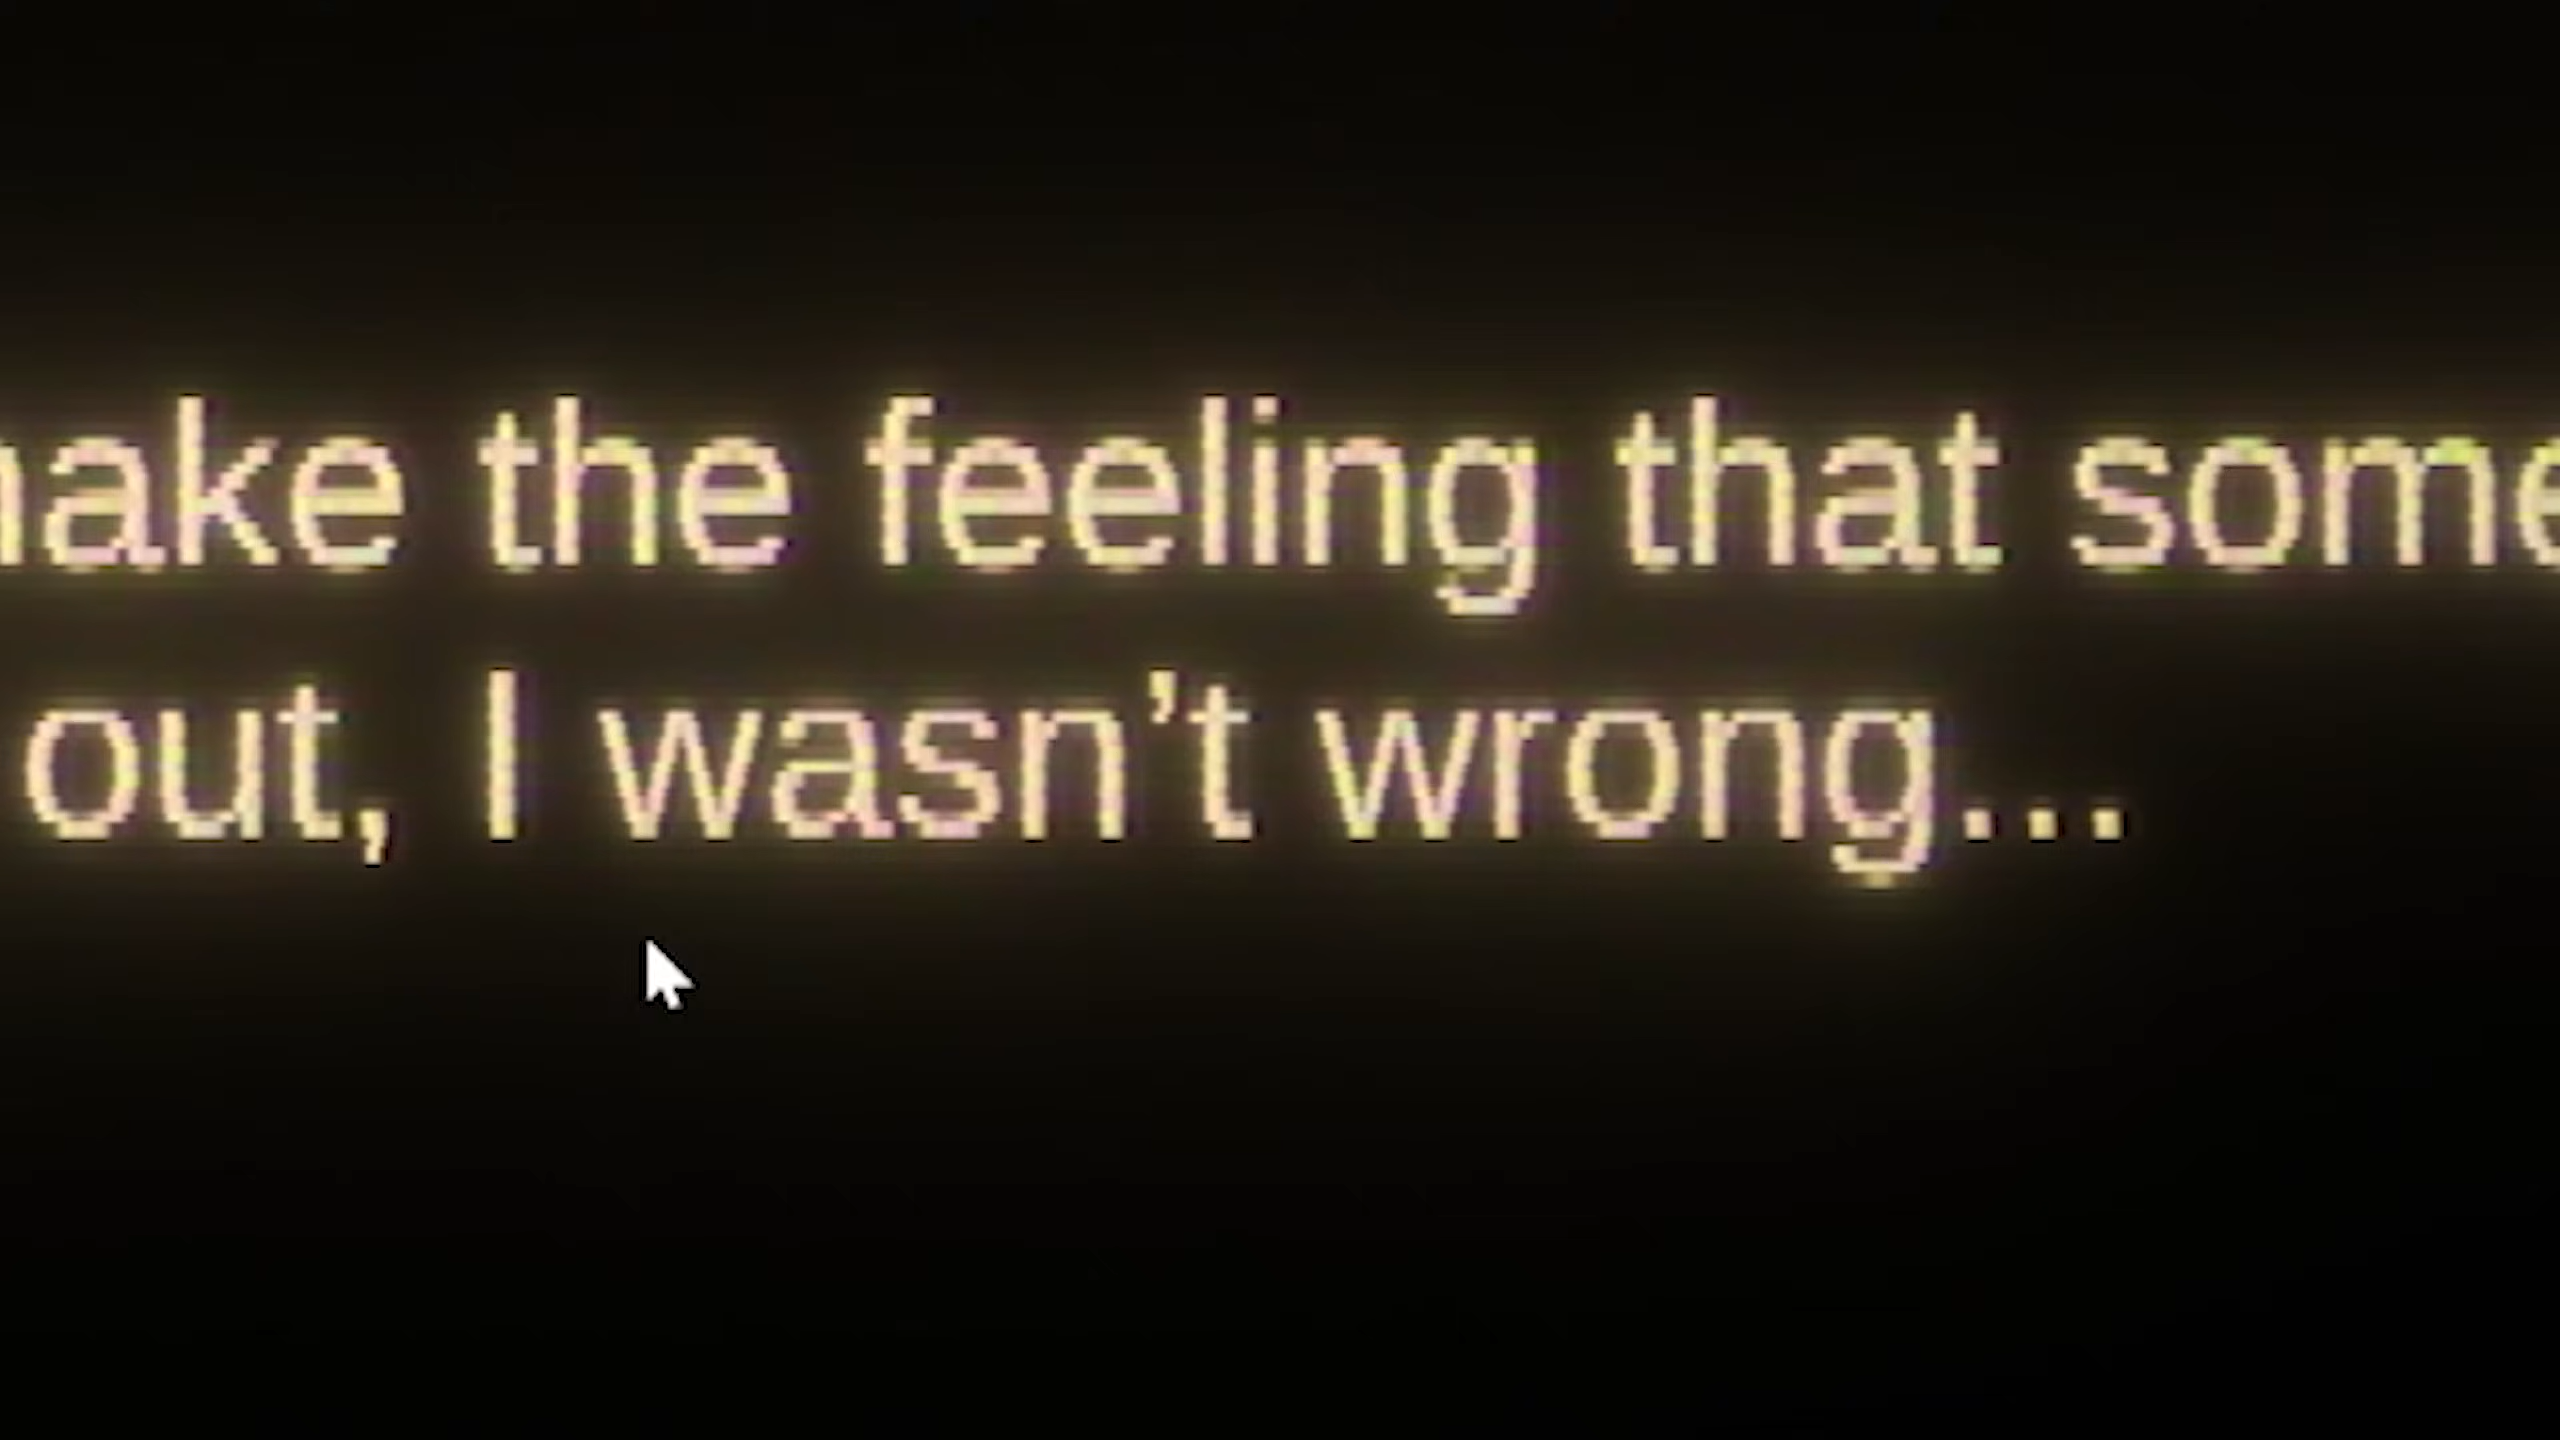 ake the feeling that some
out, I wasn’t wrong...